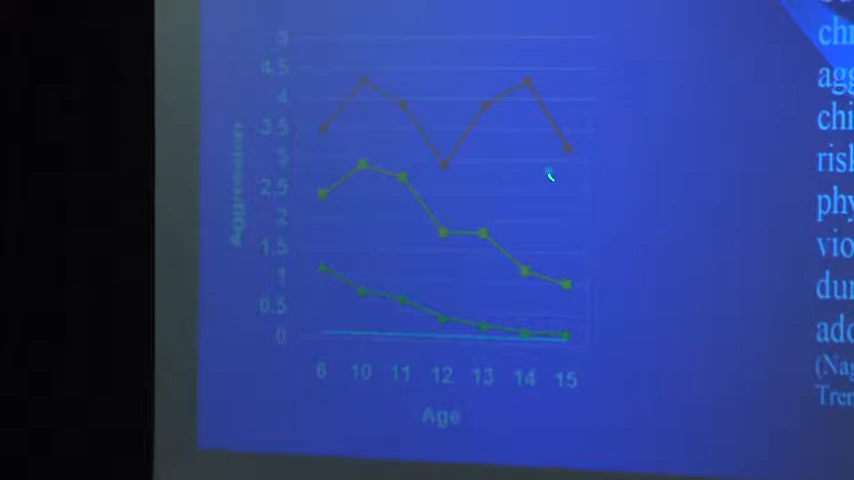 5
4.5
4
3.5
3
2.5
2
1.5
1
0.5
0
Aggression
6 10 11 12 13 14 15
Age
chi
agg
chi
risk
phy
vio
dur
ado
(Nag
Trem